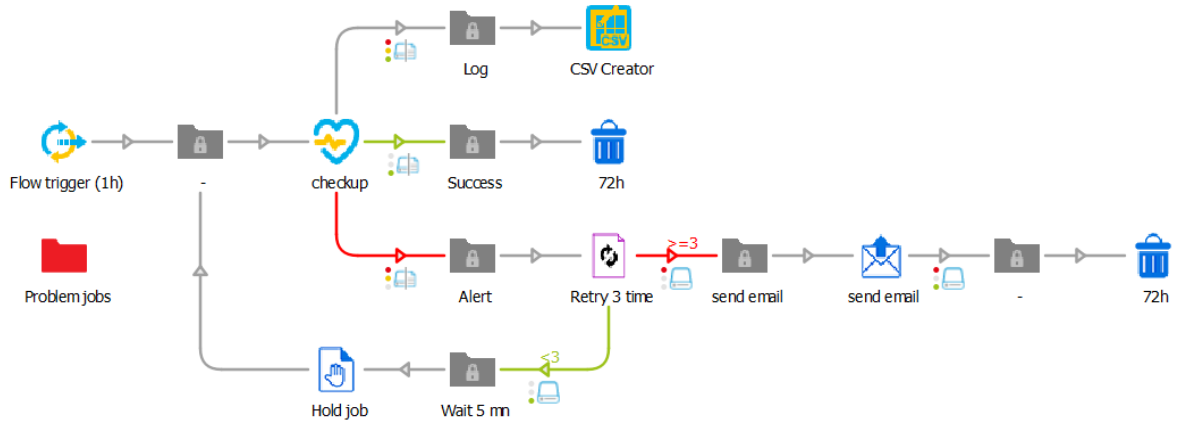 CSV
Log
CSV Creator
Flow trigger (1h)
-
checkup
Success
72h
>=3
Problem jobs
Alert
Retry 3 time
send email
send email
-
72h
<3
Hold job
Wait 5 mn